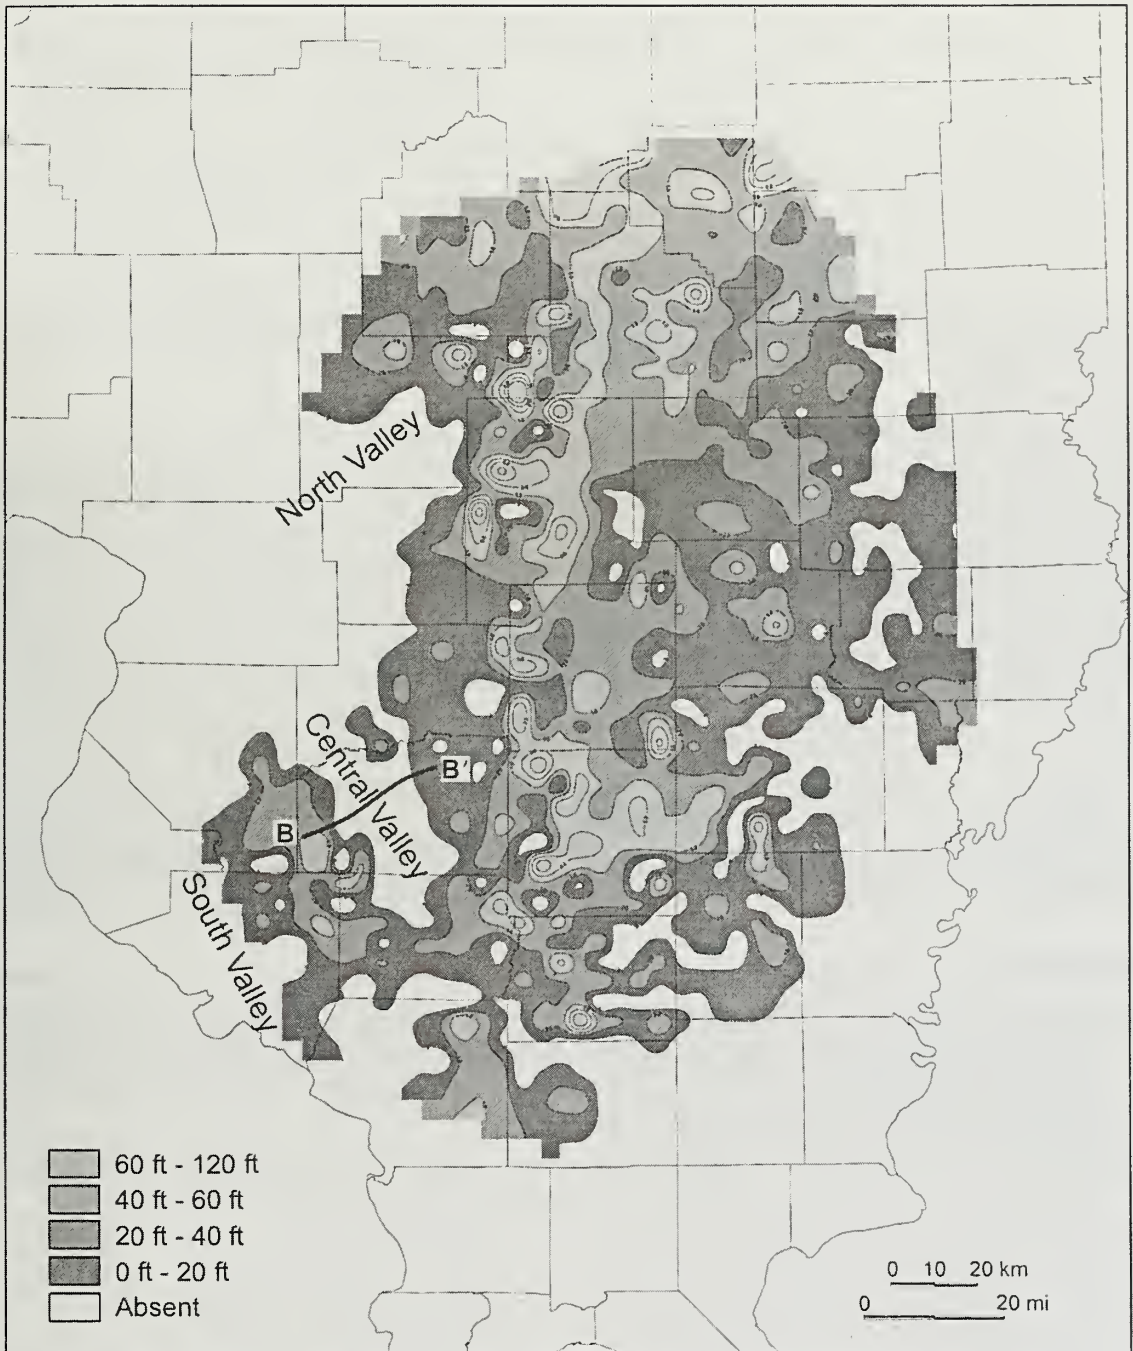 North Valley
Central Valley
B'
B
South Valley
60 ft - 120 ft
40 ft - 60 ft
20 ft - 40 ft
0 ft - 20 ft
Absent
0 10 20 km
0 20 mi